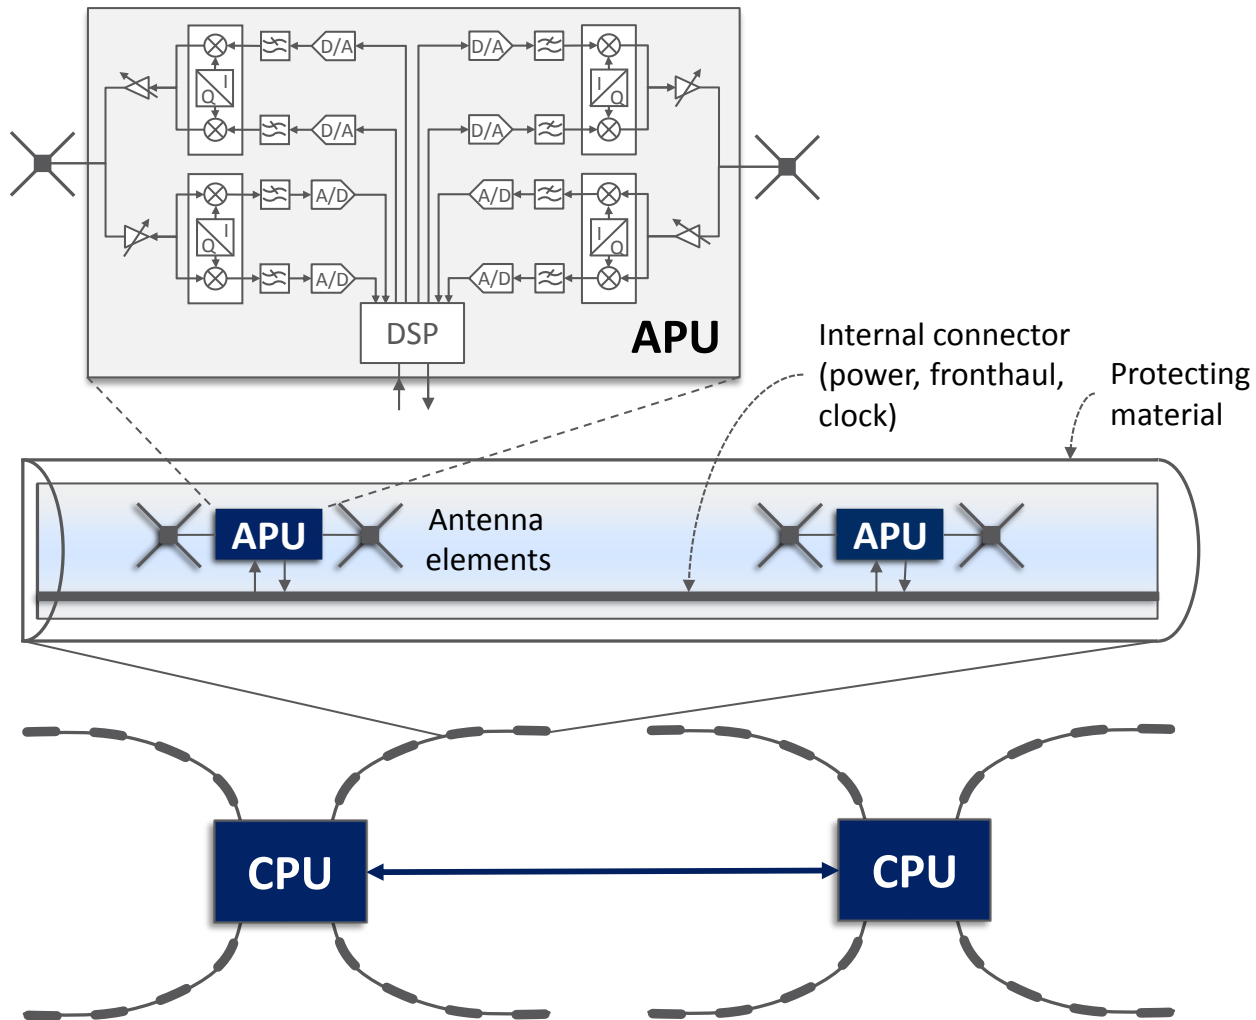 D/A D/A
I Q I Q
D/A D/A
A/D A/D
I Q I Q
A/D A/D
DSP
APU
Internal connector
(power, fronthaul,
clock)
Protecting
material
APU
Antenna
elements
APU
CPU
CPU